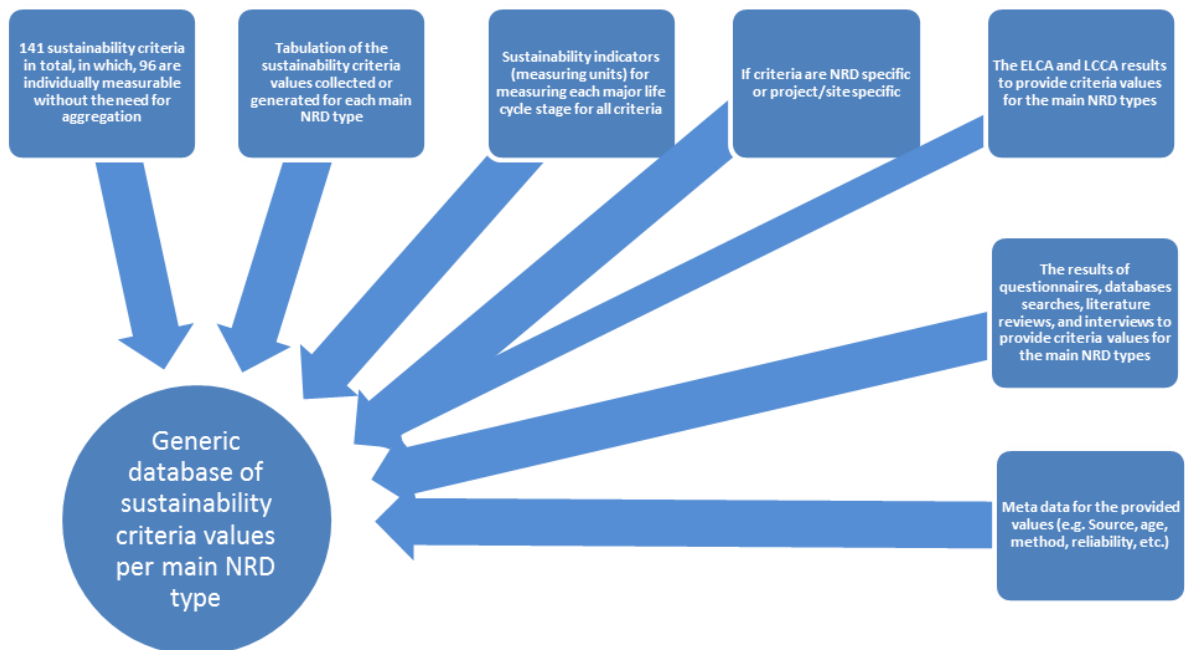 141 sustainability criteria
in total, in which, 96 are
individually measurable
without the need for
aggregation
Tabulation of the
sustainability criteria
values collected or
generated for each main
NRD type
Sustainability indicators
(measuring units) for
measuring each major life
cycle stage for all criteria
If criteria are NRD specific
or project/site specific
The ELCA and LCCA results
to provide criteria values
for the main NRD types
The results of
questionnaires, databases
searches, literature
reviews, and interviews to
provide criteria values for
the main NRD types
Meta data for the provided
values (e.g. Source, age,
method, reliability, etc.)
Generic
database of
sustainability
criteria values
per main NRD
type